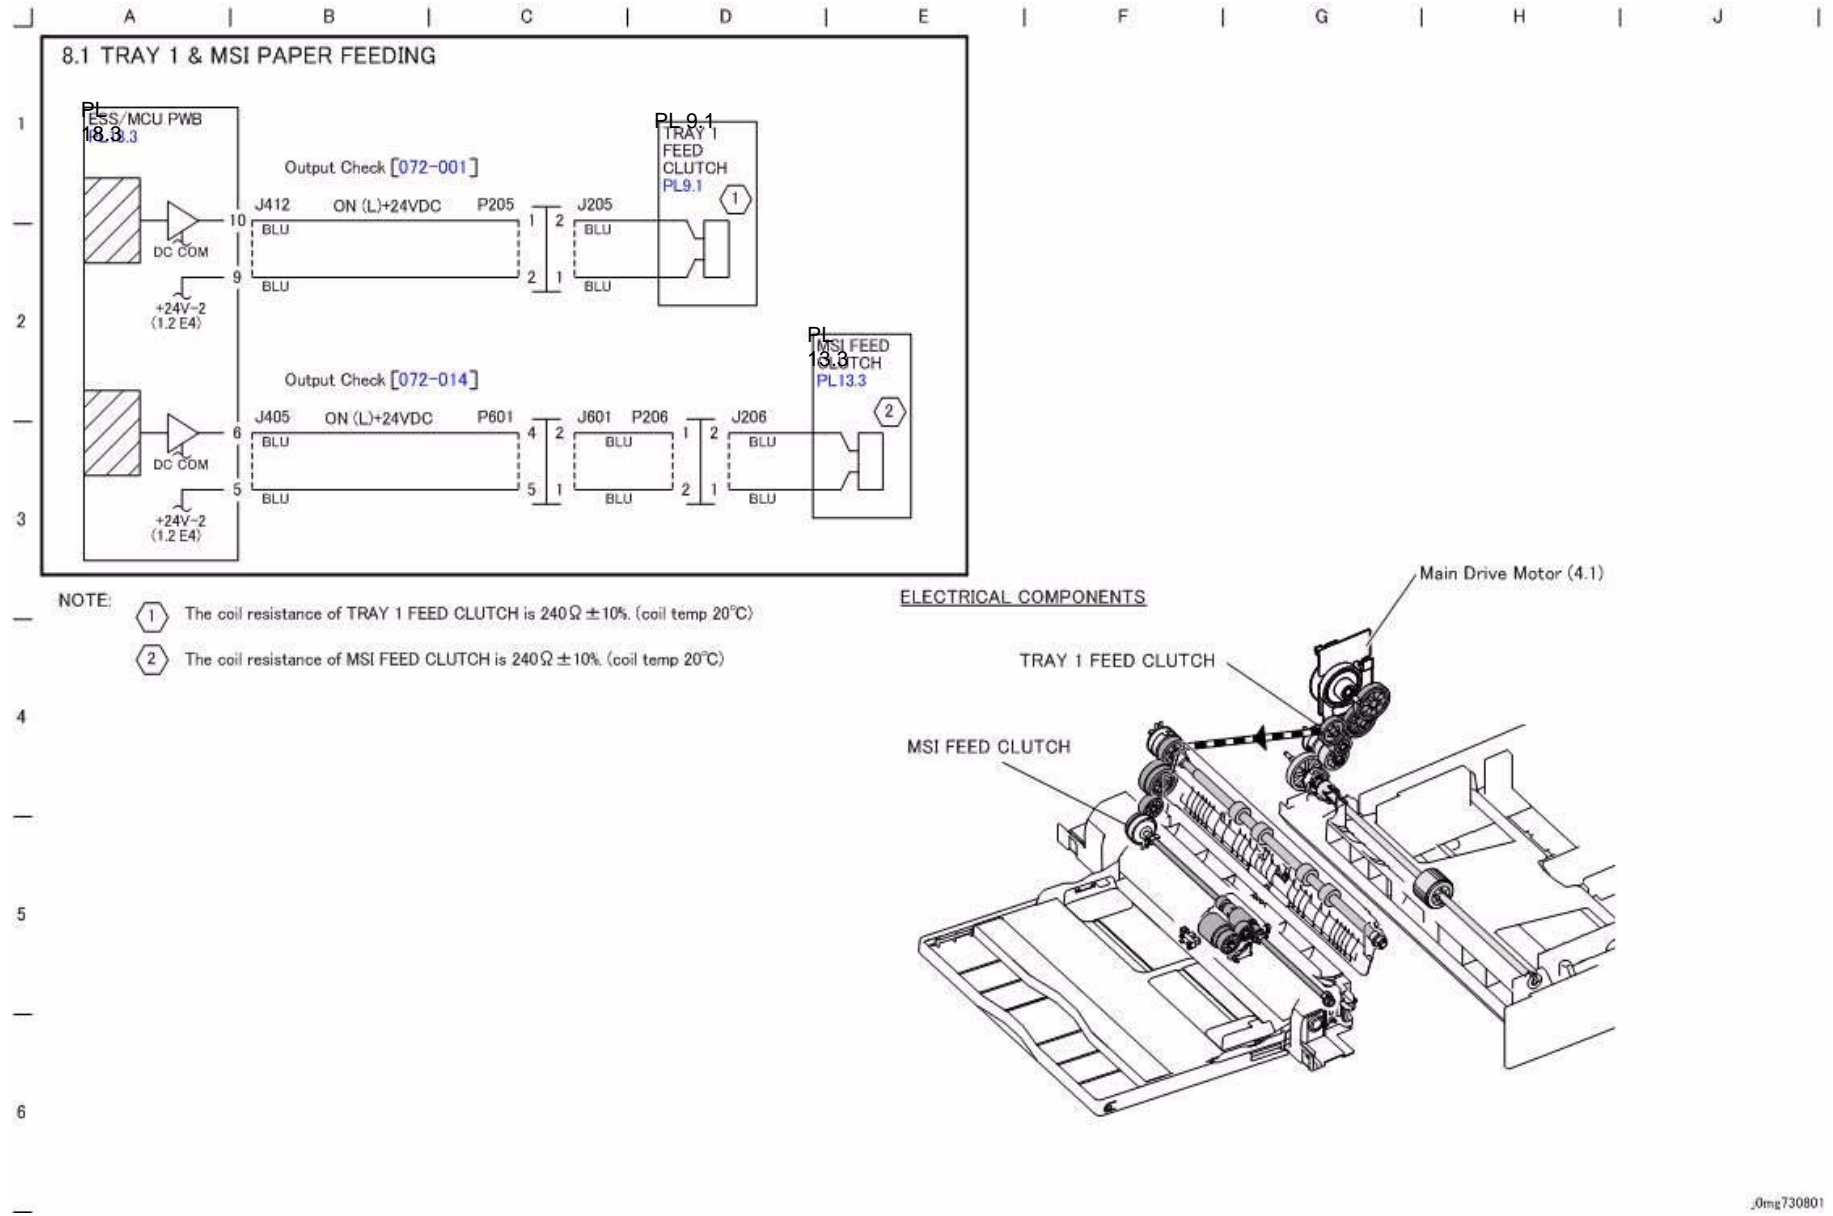 A B C D E F G H J
8.1 TRAY 1 & MSI PAPER FEEDING
1
PL
18.3
ESS/MCU PWB
PL 9.1
TRAY 1
FEED
CLUTCH
PL9.1
1
Output Check [072-001]
J412 ON (L)+24VDC P205 J205
10 BLU 1 2 BLU
DC COM
9 BLU 2 1 BLU
+24V-2
(1.2 E4)
2
PL
13.3
MSI FEED
CLUTCH
PL13.3
2
Output Check [072-014]
J405 ON (L)+24VDC P601 J601 P206 J206
6 BLU 4 2 BLU 1 2 BLU
DC COM
5 BLU 5 1 BLU 2 1 BLU
+24V-2
(1.2 E4)
3
NOTE:
1 The coil resistance of TRAY 1 FEED CLUTCH is 240Ω±10%. (coil temp 20°C)
2 The coil resistance of MSI FEED CLUTCH is 240Ω±10%. (coil temp 20°C)
ELECTRICAL COMPONENTS
Main Drive Motor (4.1)
TRAY 1 FEED CLUTCH
MSI FEED CLUTCH
4
5
6
j0mg730801